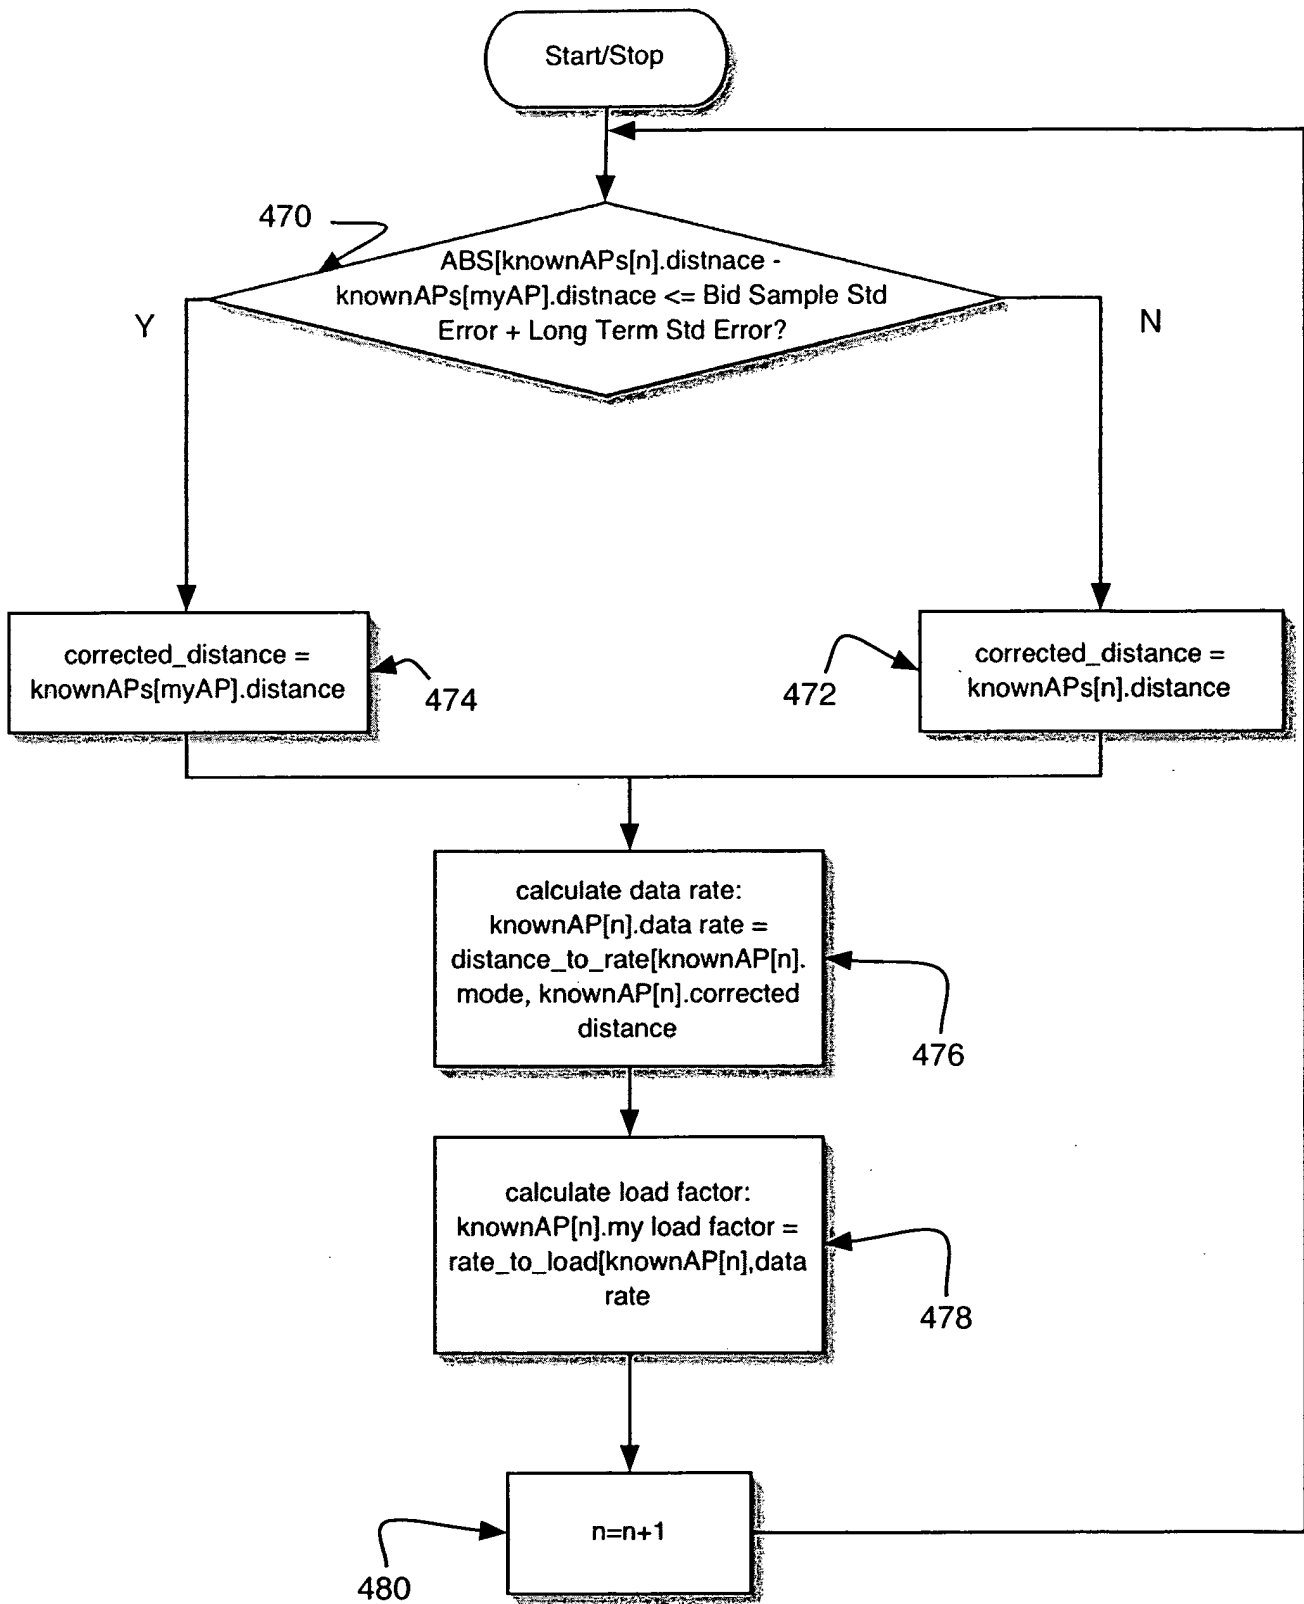 Start/Stop
470
ABS[knownAPs[n].distnace -
knownAPs[myAP].distnace <= Bid Sample Std
Error + Long Term Std Error?
Y
N
corrected_distance =
knownAPs[myAP].distance
474
472
corrected_distance =
knownAPs[n].distance
calculate data rate:
knownAP[n].data rate =
distance_to_rate[knownAP[n].
mode, knownAP[n].corrected
distance
476
calculate load factor:
knownAP[n].my load factor =
rate_to_load[knownAP[n],data
rate
478
n=n+1
480